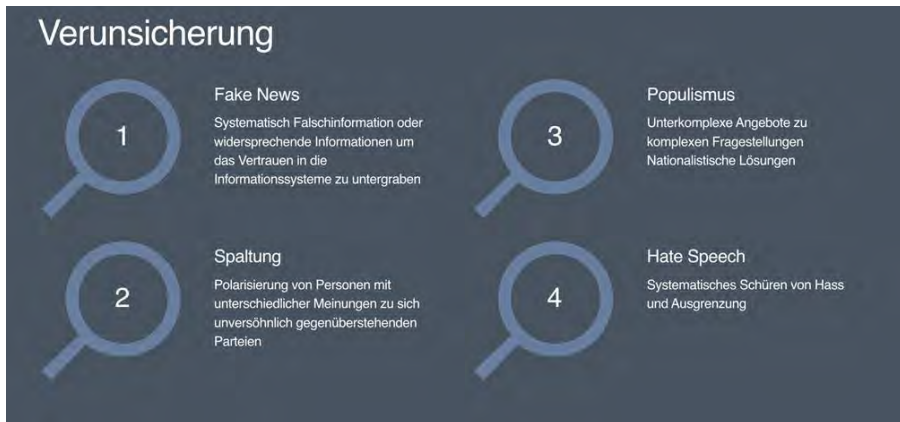 Verunsicherung
1
Fake News
Systematisch Falschinformation oder
widersprechende Informationen um
das Vertrauen in die
Informationssysteme zu untergraben
2
Spaltung
Polarisierung von Personen mit
unterschiedlicher Meinungen zu sich
unversöhnlich gegenüberstehenden
Parteien
3
Populismus
Unterkomplexe Angebote zu
komplexen Fragestellungen
Nationalistische Lösungen
4
Hate Speech
Systematisches Schüren von Hass
und Ausgrenzung